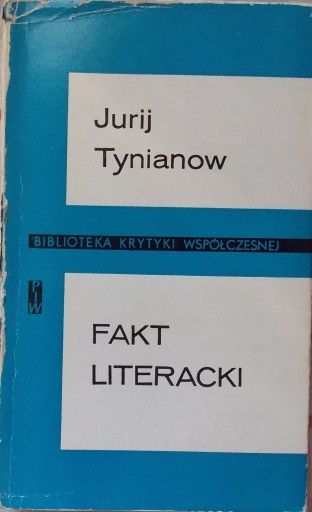 Jurij
Tynianow
BIBLIOTEKA KRYTYKI WSPÓŁCZESNEJ
PIW
FAKT
LITERACKI